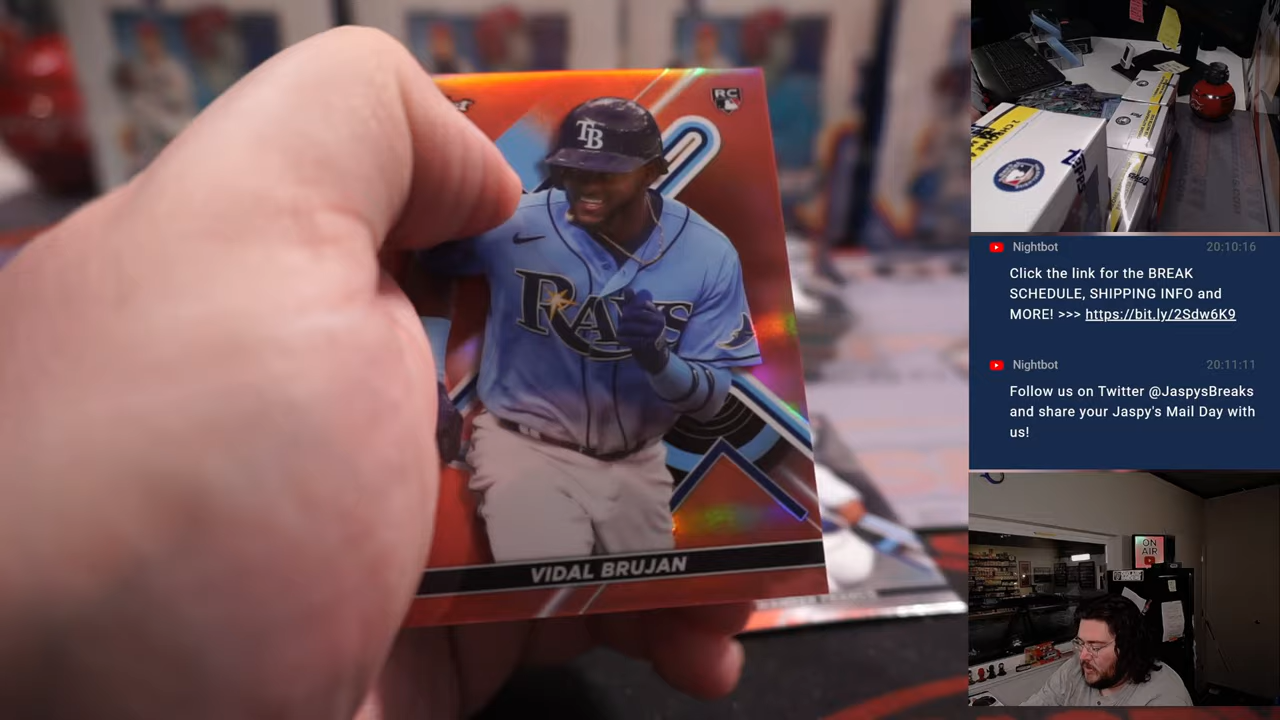 RC
TB
RAYS
VIDAL BRUJAN
Nightbot 20:10:16
Click the link for the BREAK
SCHEDULE, SHIPPING INFO and
MORE! >>> https://bit.ly/2Sdw6K9
Nightbot 20:11:11
Follow us on Twitter @JaspysBreaks
and share your Jaspy's Mail Day with
us!
ON
AIR